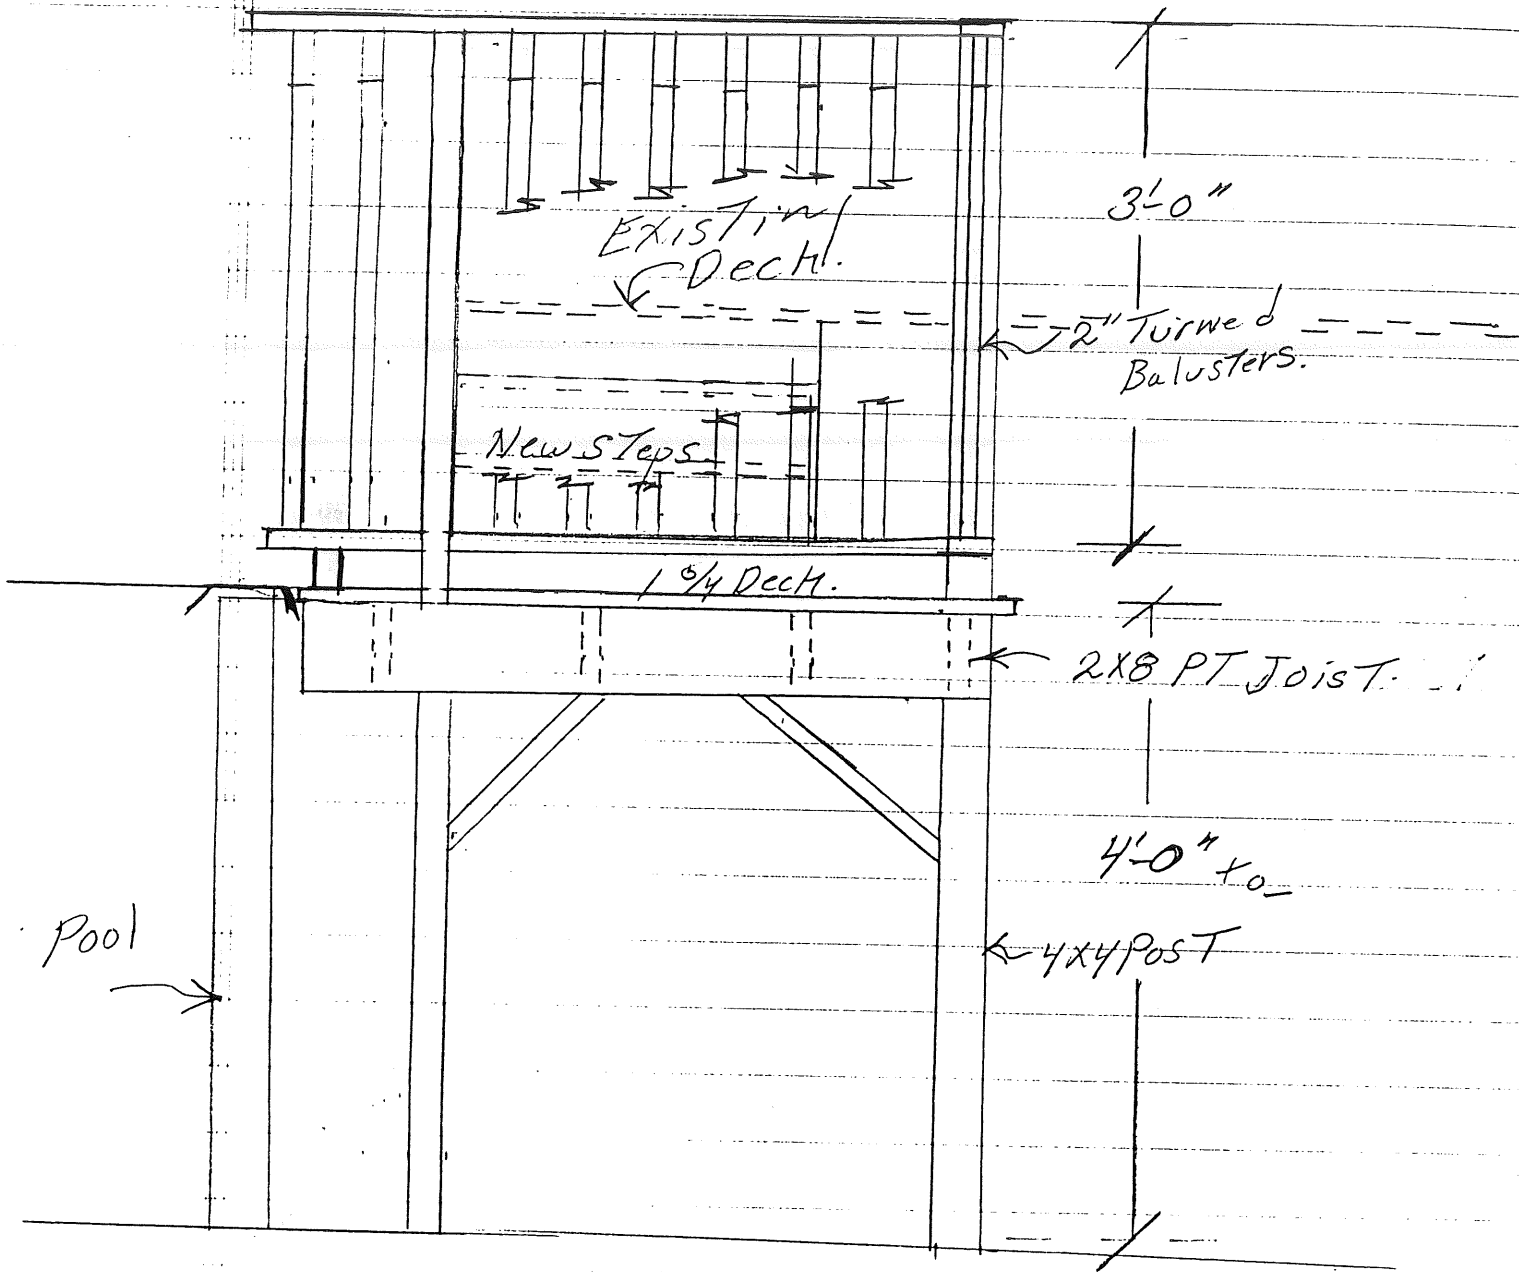 3'-0"
Existing
Deck.
2" Turned
Balusters.
New steps
1 5/4 Deck.
2X8 PT Joist.
4'-0" to
Pool
4x4 Post